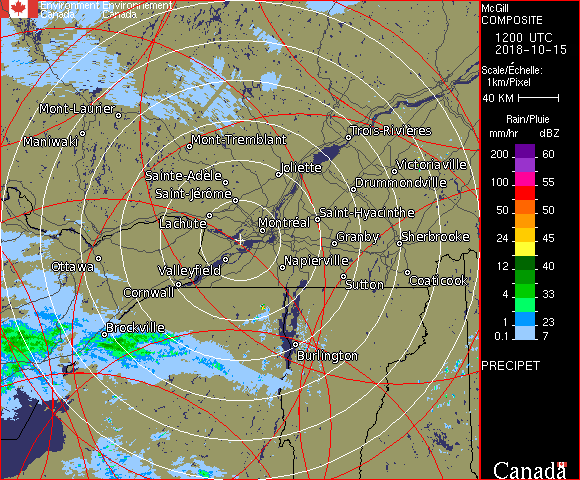 Environment Environnement
Canada Canada
McGill
COMPOSITE
1200 UTC
2018-10-15
Scale/Échelle:
1km/Pixel
40 KM
Rain/Pluie
mm/hr dBZ
200 60
155 57
100 55
50 50
24 45
12 40
4 33
1 23
0.1 7
PRECIPET
Canada
Mont-Laurier
Maniwaki
Mont-Tremblant
Trois-Rivières
Joliette
Victoriaville
Sainte-Adèle
Drummondville
Saint-Jérôme
Lachute
Montréal
Saint-Hyacinthe
Granby
Sherbrooke
Ottawa
Valleyfield
Napierville
Cornwall
Sutton
Coaticook
Brockville
Burlington